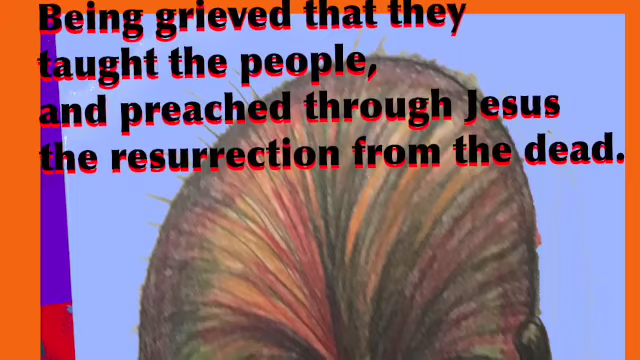 Being grieved that they
taught the people,
and preached through Jesus
the resurrection from the dead.